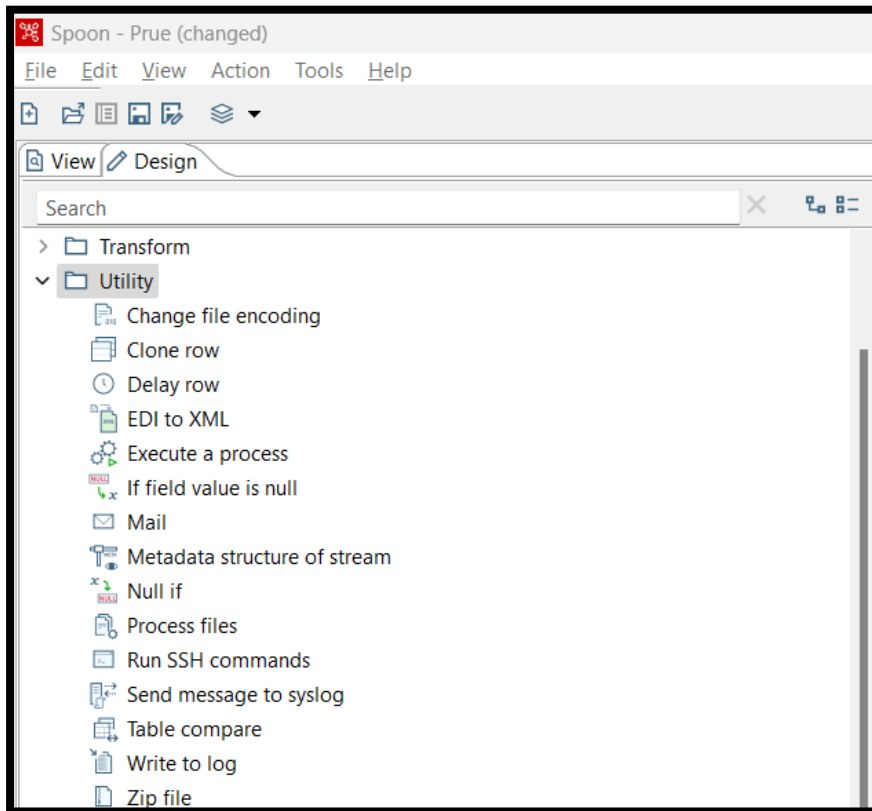 Spoon - Prue (changed)
File Edit View Action Tools Help
View Design
Search
Transform
Utility
Change file encoding
Clone row
Delay row
EDI to XML
Execute a process
If field value is null
Mail
Metadata structure of stream
Null if
Process files
Run SSH commands
Send message to syslog
Table compare
Write to log
Zip file